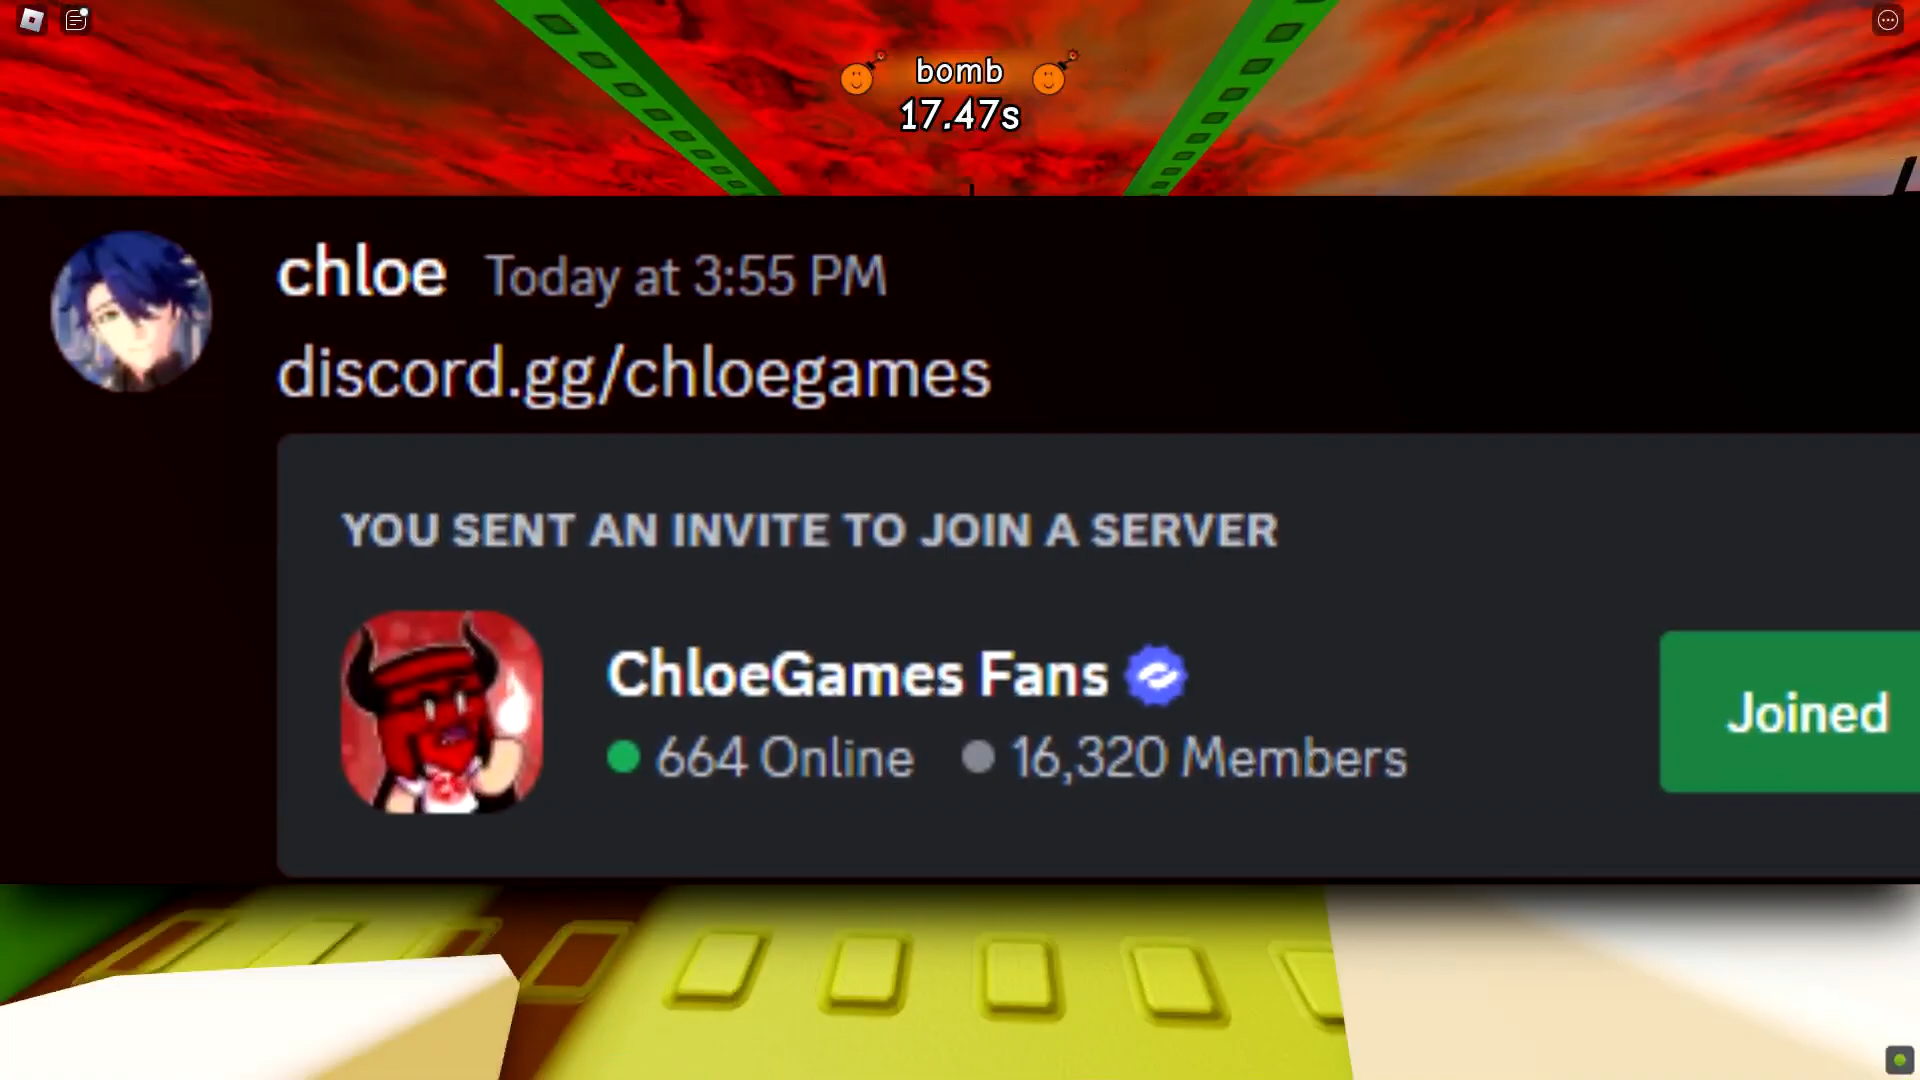 bomb
17.47s
chloe Today at 3:55 PM
discord.gg/chloegames
YOU SENT AN INVITE TO JOIN A SERVER
ChloeGames Fans
664 Online 16,320 Members
Joined